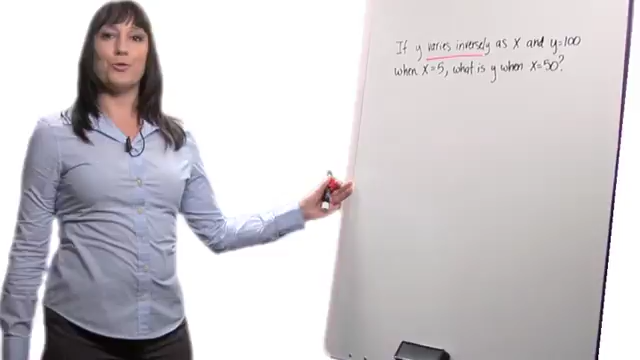 If y varies inversely as x and y=100
when x=5, what is y when x=50?